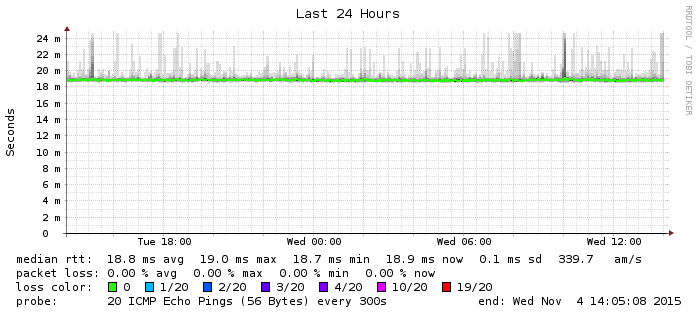 Last 24 Hours
RRDTOOL / TOBI OETIKER
Seconds
24 m
22 m
20 m
18 m
16 m
14 m
12 m
10 m
8 m
6 m
4 m
2 m
0
Tue 18:00 Wed 00:00 Wed 06:00 Wed 12:00
median rtt: 18.8 ms avg 19.0 ms max 18.7 ms min 18.9 ms now 0.1 ms sd 339.7 am/s
packet loss: 0.00 % avg 0.00 % max 0.00 % min 0.00 % now
loss color: 0 1/20 2/20 3/20 4/20 10/20 19/20
probe: 20 ICMP Echo Pings (56 Bytes) every 300s end: Wed Nov 4 14:05:08 2015